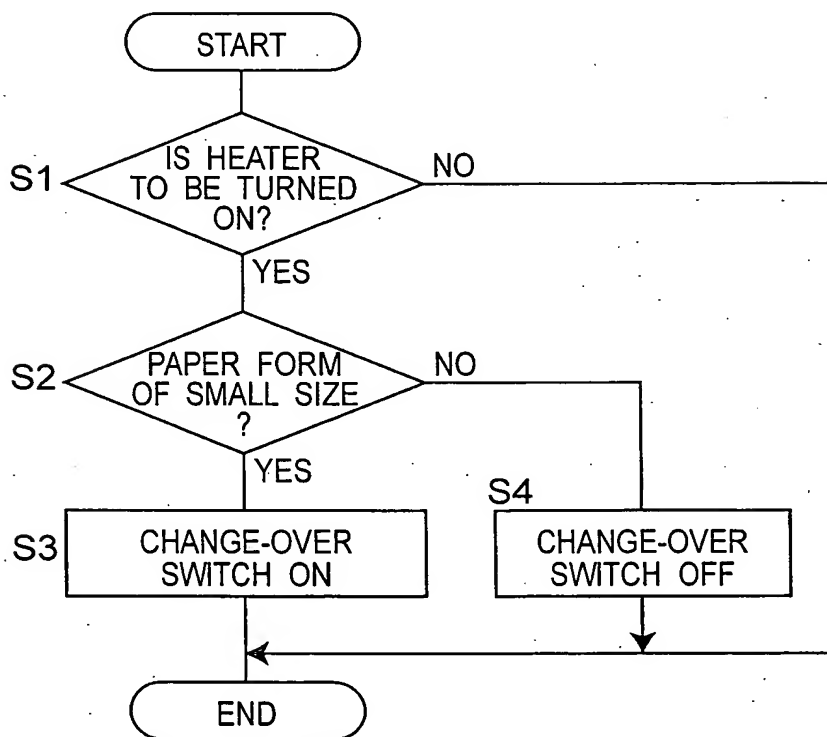 START
S1
IS HEATER
TO BE TURNED
ON?
NO
YES
S2
PAPER FORM
OF SMALL SIZE
?
NO
YES
S3
CHANGE-OVER
SWITCH ON
S4
CHANGE-OVER
SWITCH OFF
END